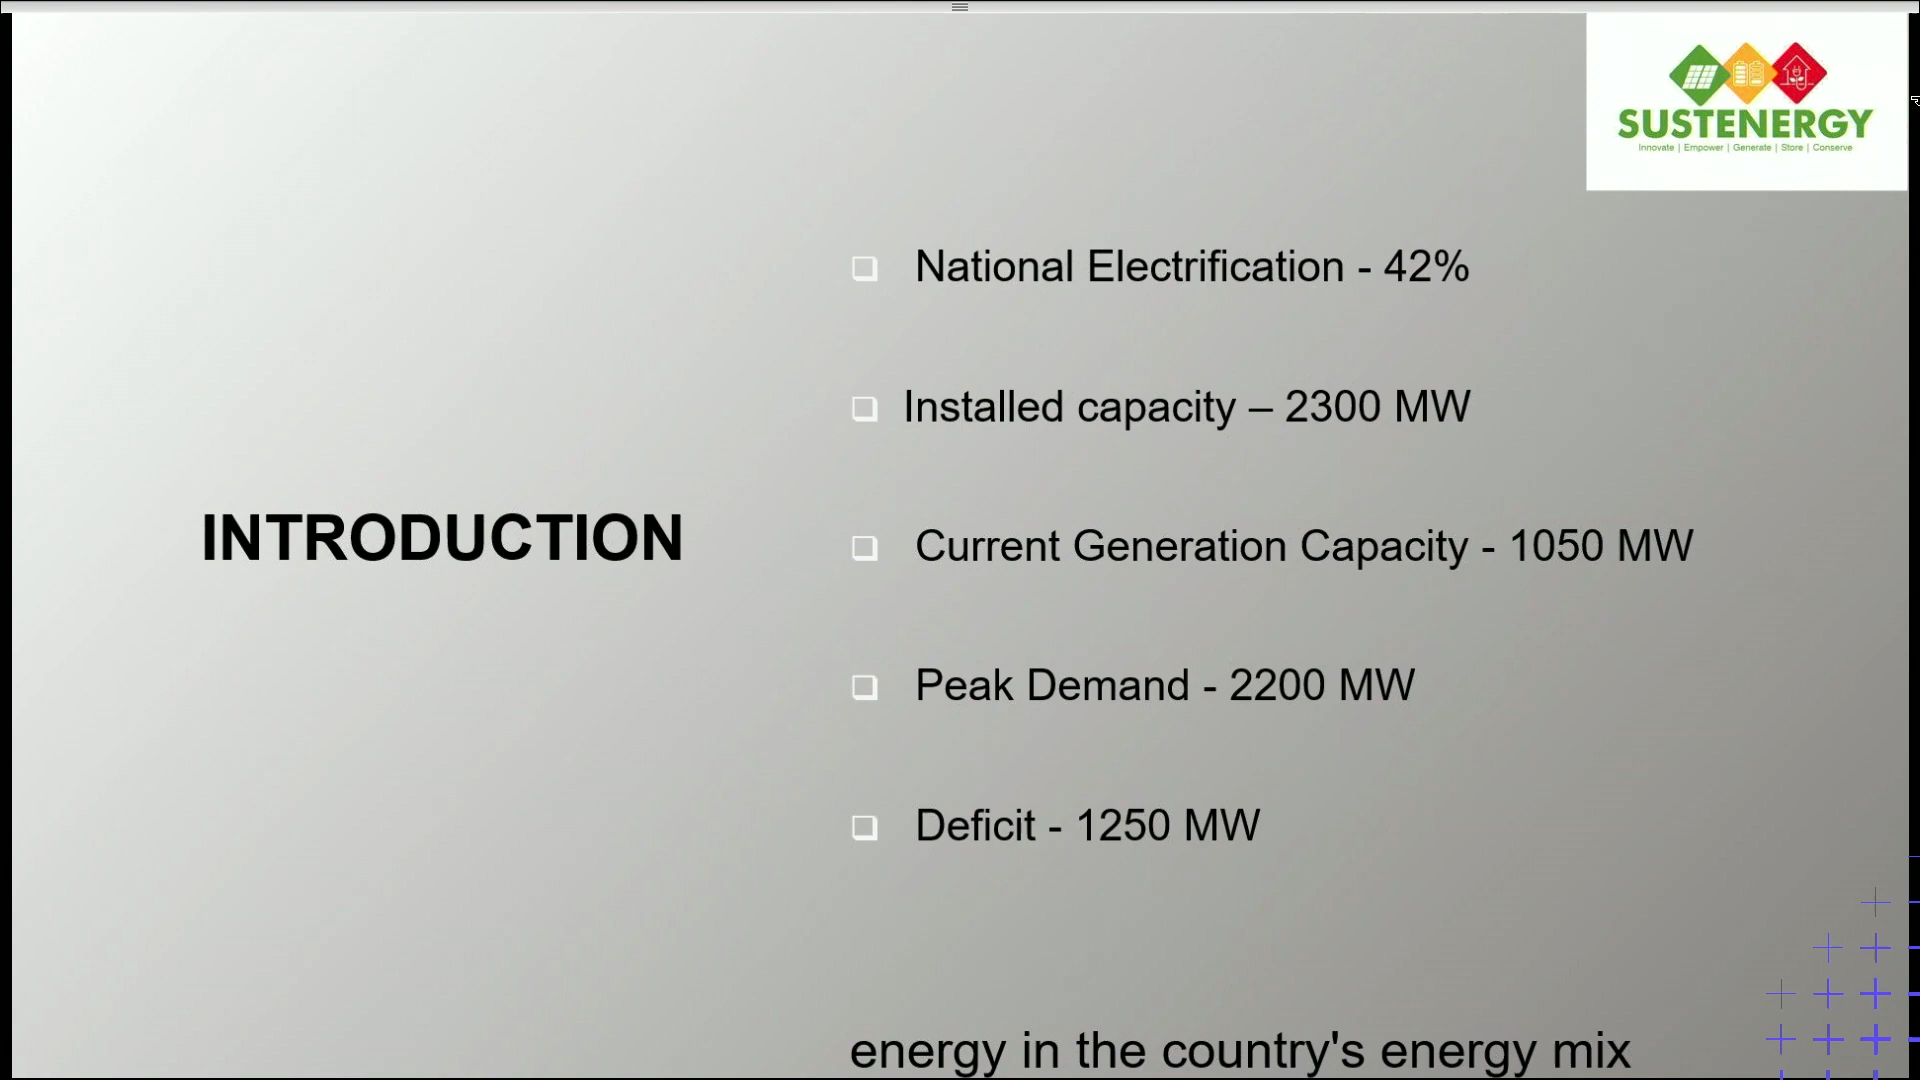 SUSTENERGY
Innovate | Empower | Generate | Store | Conserve
INTRODUCTION
National Electrification - 42%
Installed capacity – 2300 MW
Current Generation Capacity - 1050 MW
Peak Demand - 2200 MW
Deficit - 1250 MW
energy in the country's energy mix